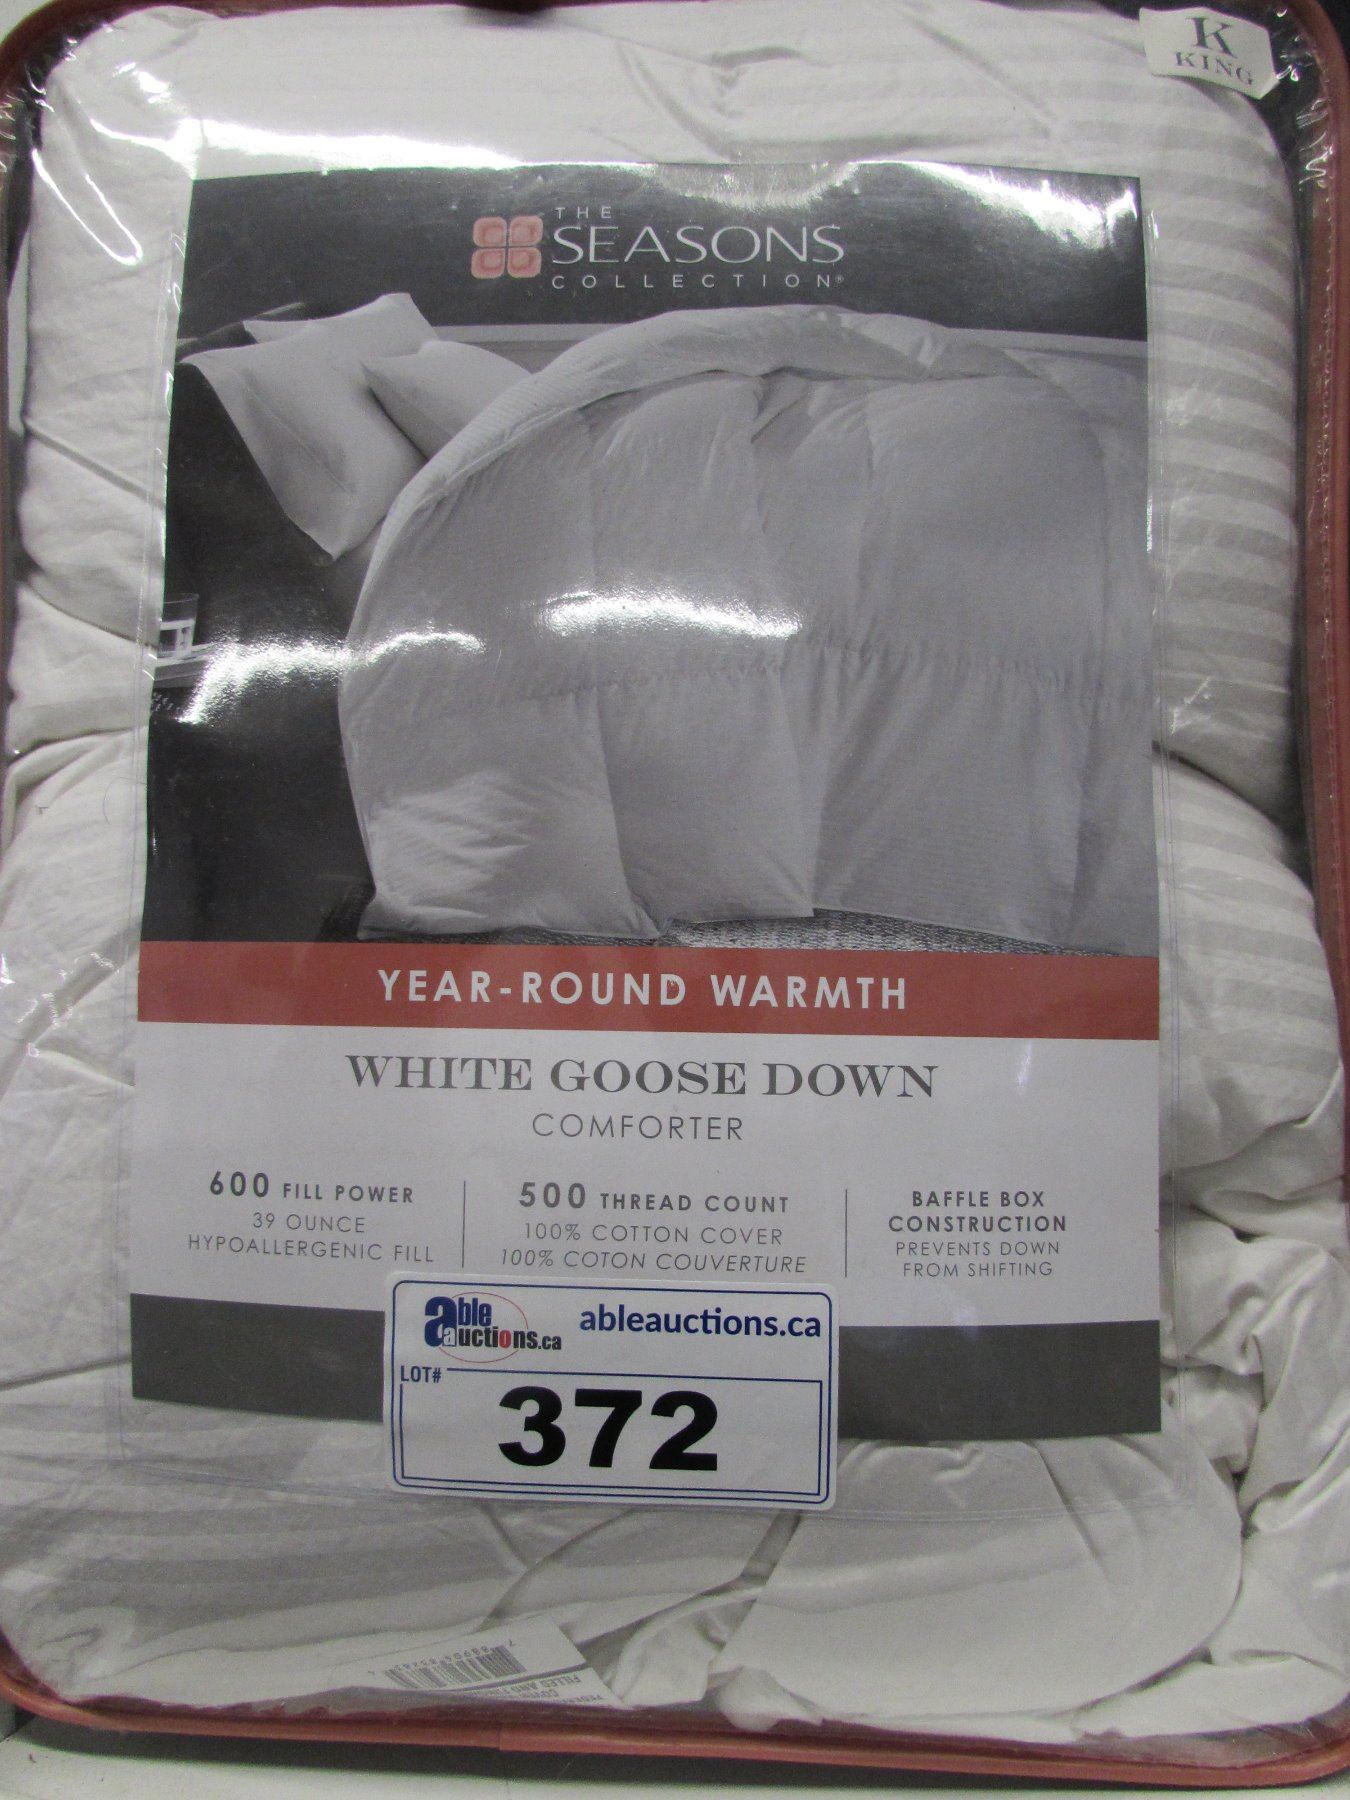 K
KING
THE
SEASONS
COLLECTION®
YEAR-ROUND WARMTH
WHITE GOOSE DOWN
COMFORTER
600 FILL POWER
39 OUNCE
HYPOALLERGENIC FILL
500 THREAD COUNT
100% COTTON COVER
100% COTON COUVERTURE
BAFFLE BOX
CONSTRUCTION
PREVENTS DOWN
FROM SHIFTING
able
auctions.ca
ableauctions.ca
LOT#
372